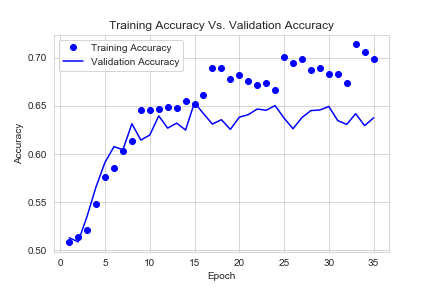 Training Accuracy Vs. Validation Accuracy
Training Accuracy
Validation Accuracy
0.70
0.65
0.60
0.55
0.50
Accuracy
0 5 10 15 20 25 30 35
Epoch